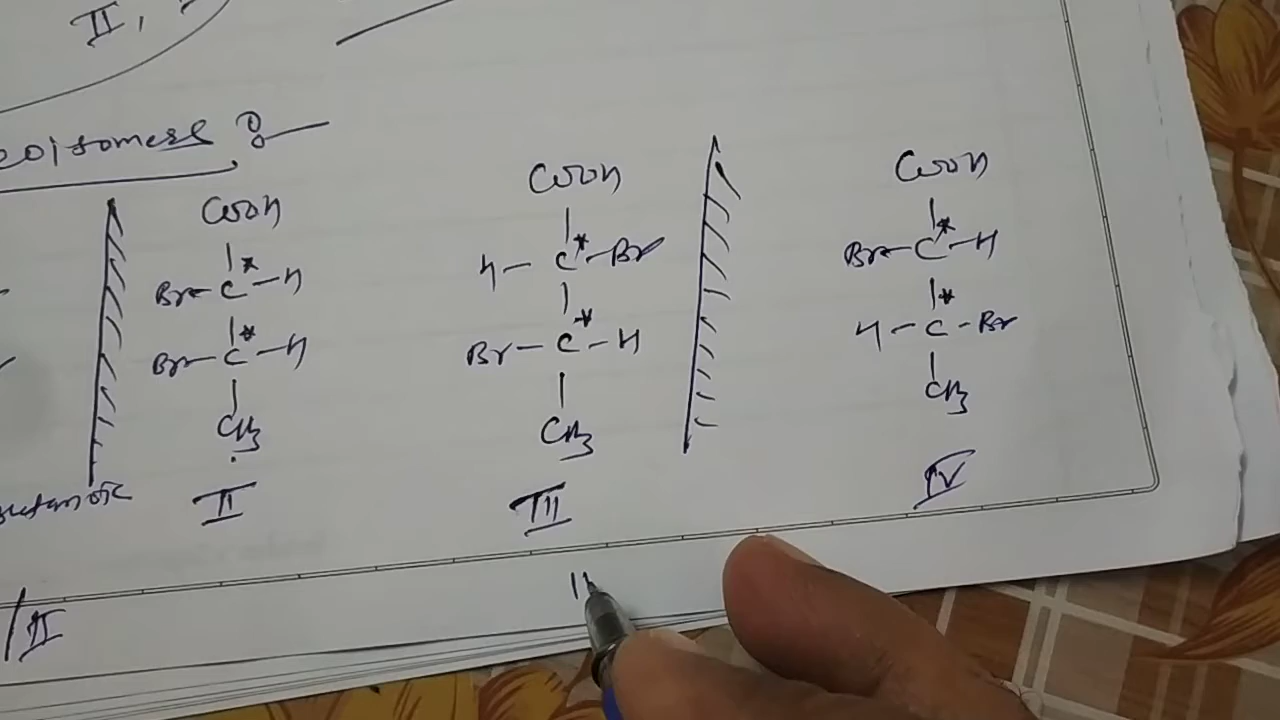 II,
eoisomers :-
COOH COOH COOH
Br-C*-H H-C*-Br Br-C*-H
Br-C*-H Br-C*-H H-C*-Br
CH3 CH3 CH3
II III IV
/II